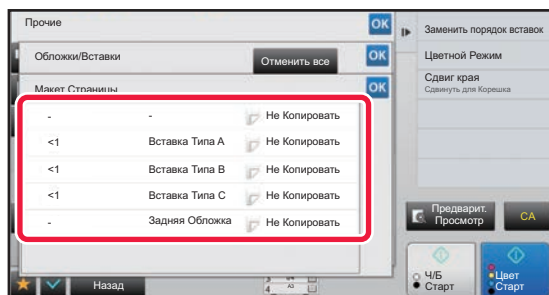 Прочие
OK
Обложки/Вставки
Отменить все
OK
Макет Страницы
OK
- - Не Копировать
<1 Вставка Типа A Не Копировать
<1 Вставка Типа B Не Копировать
<1 Вставка Типа C Не Копировать
- Задняя Обложка Не Копировать
Заменить порядок вставок
Цветной Режим
Сдвиг края
Сдвинуть для Корешка
Предварит.
Просмотр
CA
Ч/Б
Старт
Цвет
Старт
Назад
4
A3